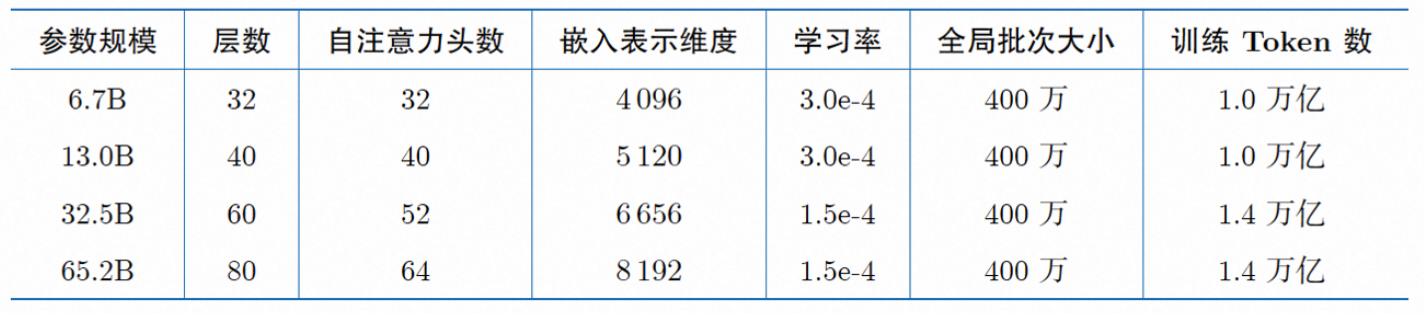 参数规模 层数 自注意力头数 嵌入表示维度 学习率 全局批次大小 训练 Token 数
6.7B 32 32 4 096 3.0e-4 400 万 1.0 万亿
13.0B 40 40 5 120 3.0e-4 400 万 1.0 万亿
32.5B 60 52 6 656 1.5e-4 400 万 1.4 万亿
65.2B 80 64 8 192 1.5e-4 400 万 1.4 万亿